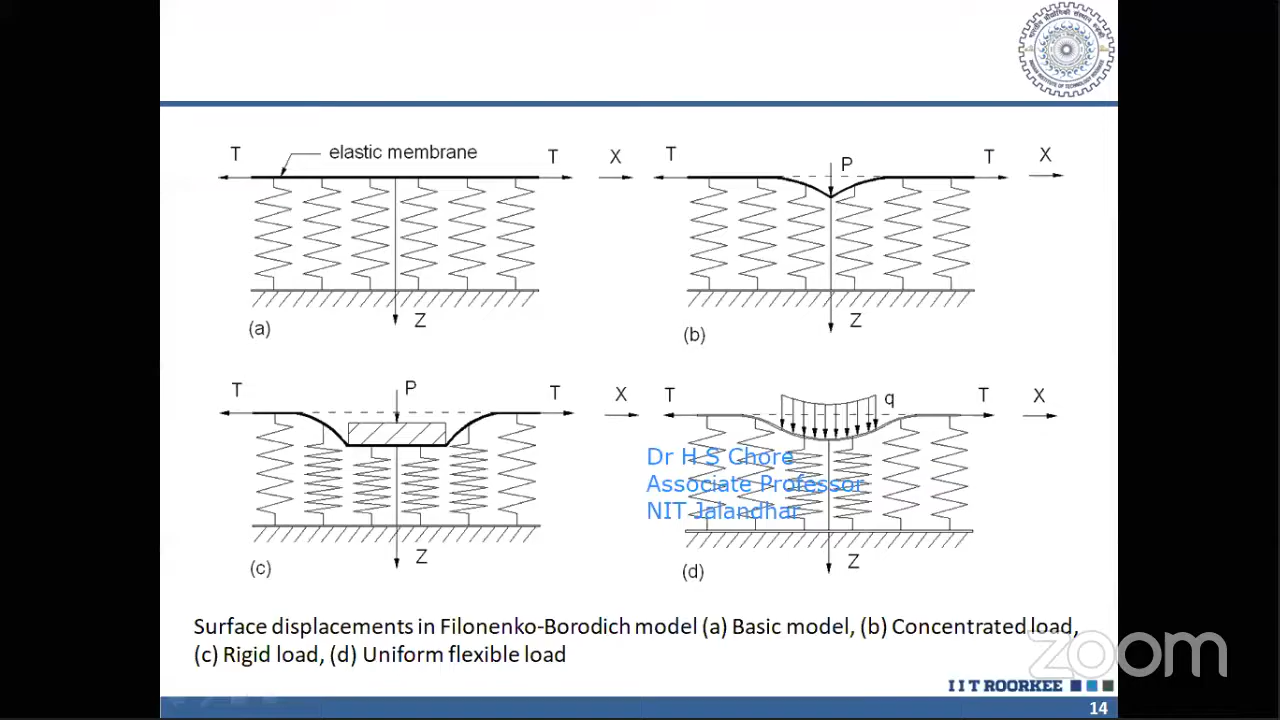 T
elastic membrane
T
X
T
P
T
X
Z
(a)
Z
(b)
T
P
T
X
T
q
T
X
Dr H S Chore
Associate Professor
NIT Jalandhar
Z
(c)
Z
(d)
Surface displacements in Filonenko-Borodich model (a) Basic model, (b) Concentrated load,
(c) Rigid load, (d) Uniform flexible load
zoom
I I T ROORKEE
14